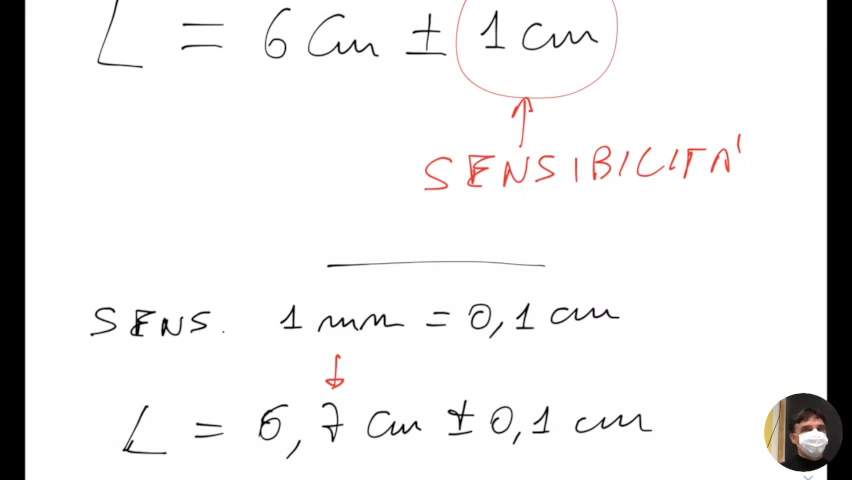 L = 6 cm ± 1 cm
SENSIBILITA'
SENS. 1 mm = 0,1 cm
L = 6,7 cm ± 0,1 cm